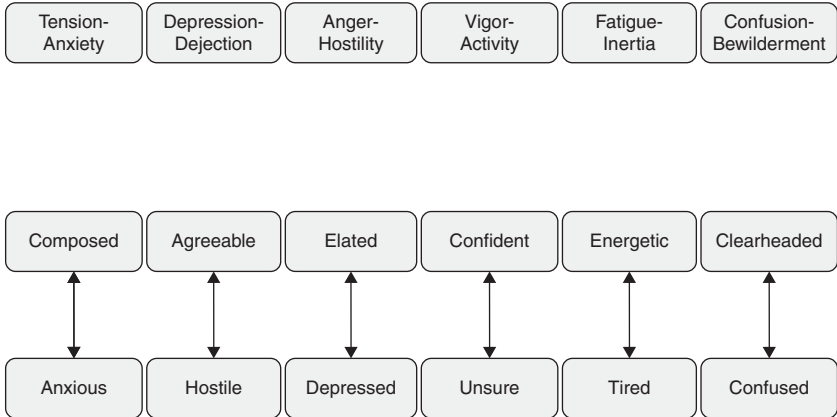 Tension-
Anxiety
Depression-
Dejection
Anger-
Hostility
Vigor-
Activity
Fatigue-
Inertia
Confusion-
Bewilderment
Composed
Agreeable
Elated
Confident
Energetic
Clearheaded
Anxious
Hostile
Depressed
Unsure
Tired
Confused